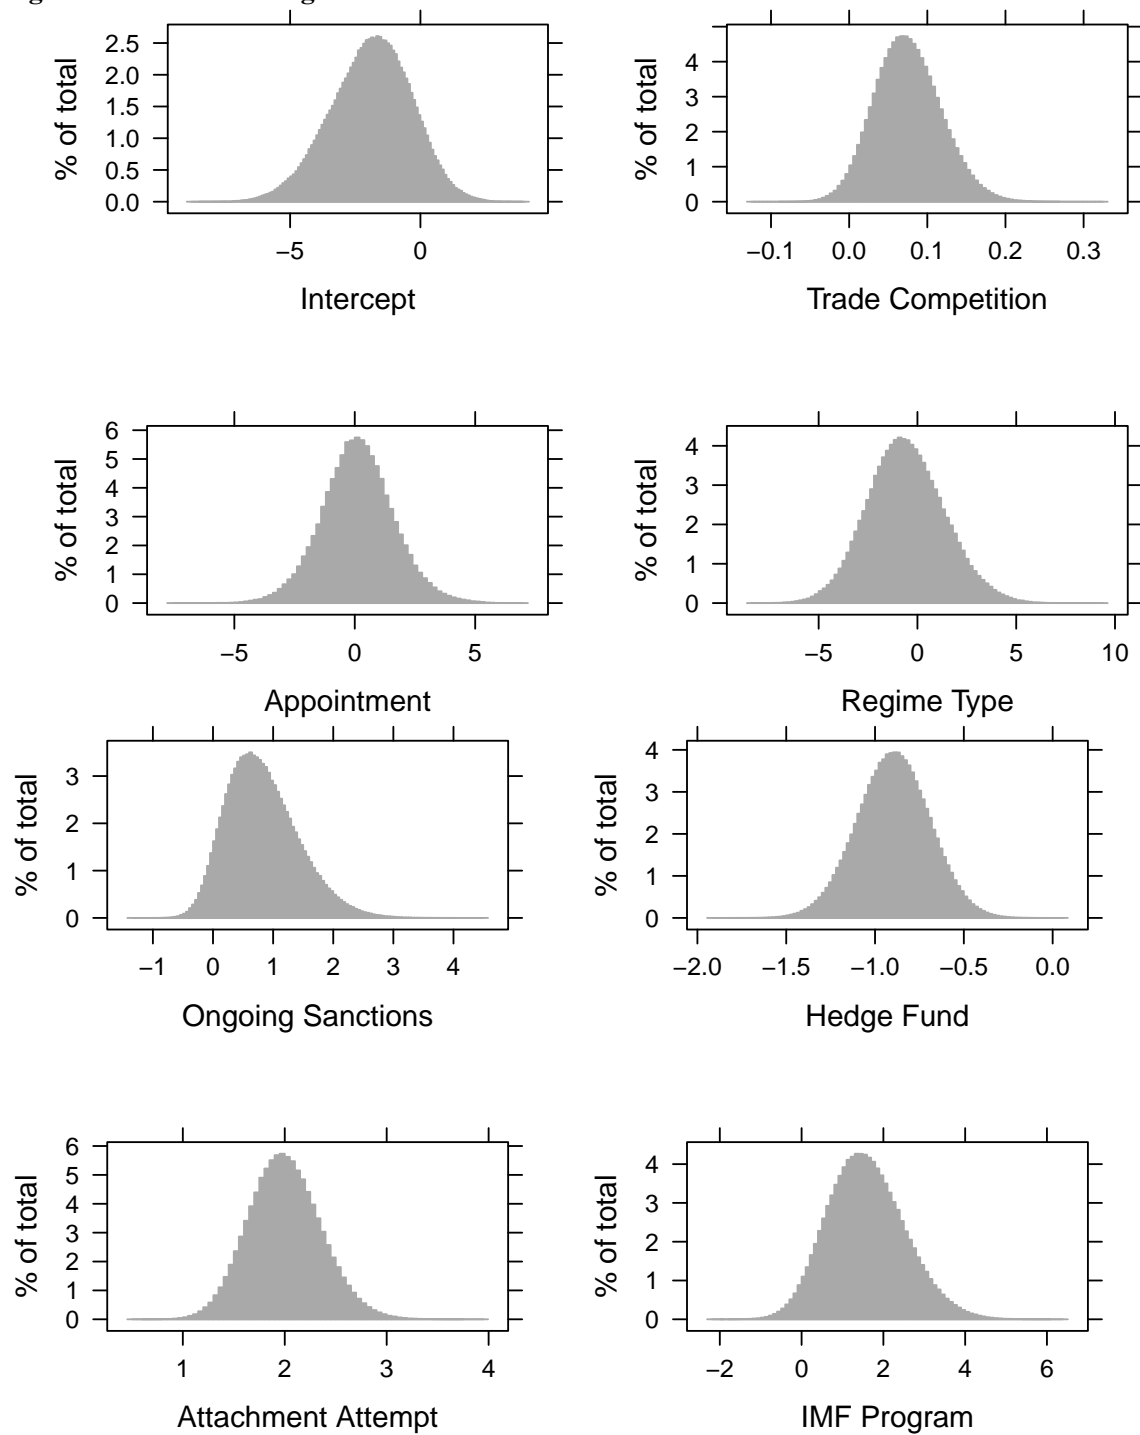 % of total
2.5
2.0
1.5
1.0
0.5
0.0
−5 0
Intercept
% of total
4
3
2
1
0
−0.1 0.0 0.1 0.2 0.3
Trade Competition
% of total
6
5
4
3
2
1
0
−5 0 5
Appointment
% of total
4
3
2
1
0
−5 0 5 10
Regime Type
% of total
3
2
1
0
−1 0 1 2 3 4
Ongoing Sanctions
% of total
4
3
2
1
0
−2.0 −1.5 −1.0 −0.5 0.0
Hedge Fund
% of total
6
5
4
3
2
1
0
1 2 3 4
Attachment Attempt
% of total
4
3
2
1
0
−2 0 2 4 6
IMF Program